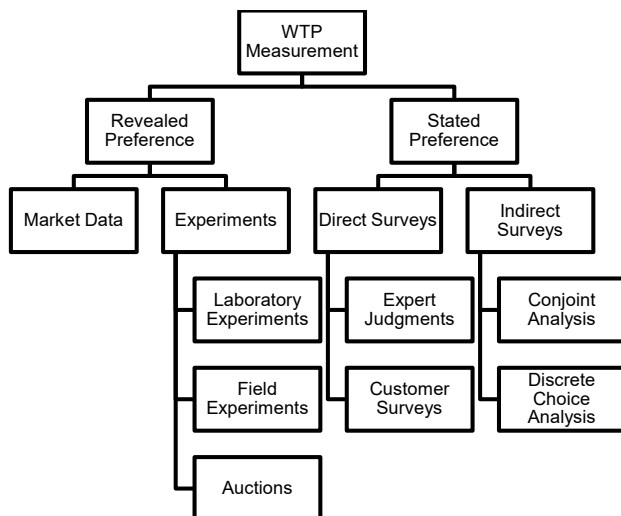 WTP
Measurement
Revealed
Preference
Stated
Preference
Market Data
Experiments
Direct Surveys
Indirect
Surveys
Laboratory
Experiments
Expert
Judgments
Conjoint
Analysis
Field
Experiments
Customer
Surveys
Discrete
Choice
Analysis
Auctions